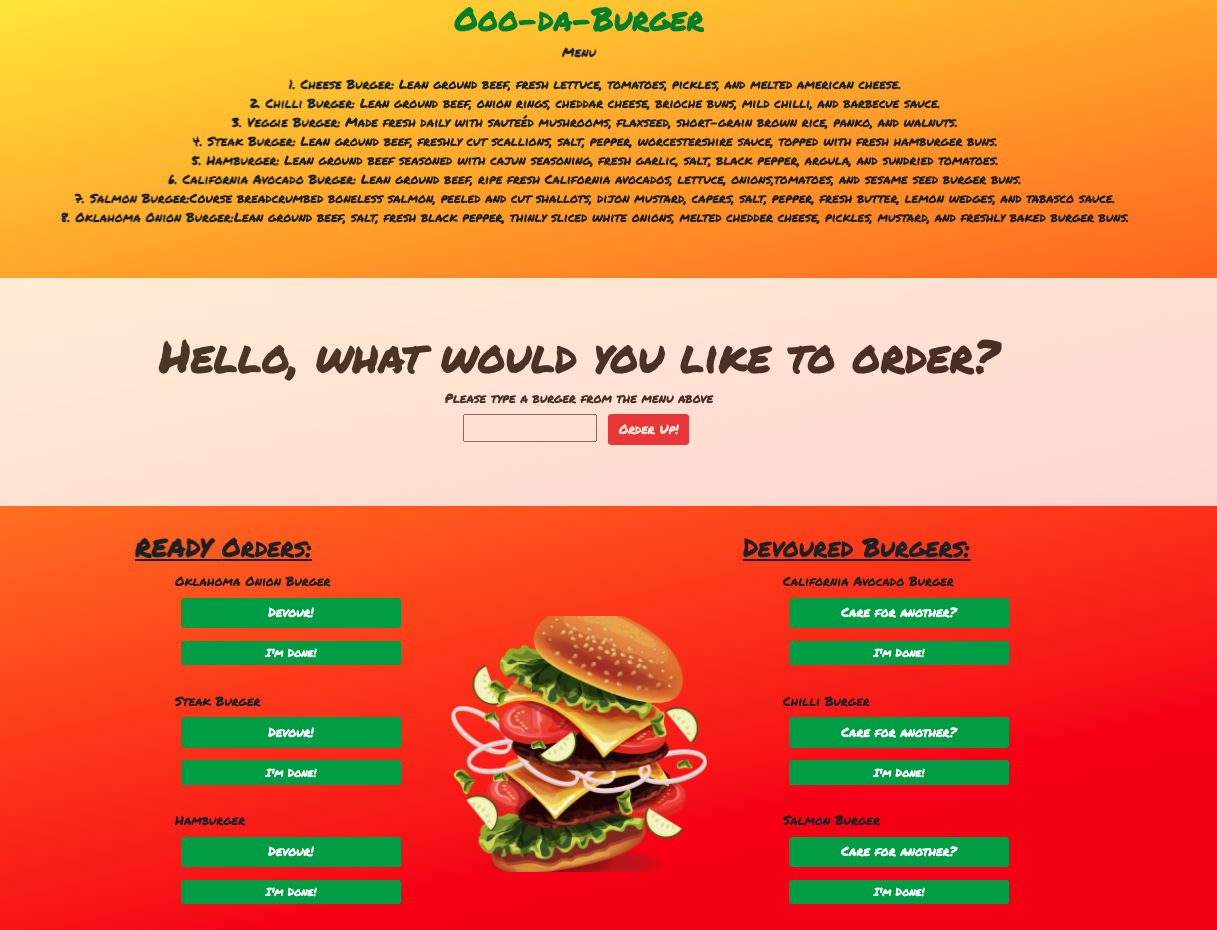 Ooo-da-Burger
Menu
1. Cheese Burger: Lean ground beef, fresh lettuce, tomatoes, pickles, and melted american cheese.
2. Chilli Burger: Lean ground beef, onion rings, cheddar cheese, brioche buns, mild chilli, and barbecue sauce.
3. Veggie Burger: Made fresh daily with sauteéd mushrooms, flaxseed, short-grain brown rice, panko, and walnuts.
4. Steak Burger: Lean ground beef, freshly cut scallions, salt, pepper, worcestershire sauce, topped with fresh hamburger buns.
5. Hamburger: Lean ground beef seasoned with cajun seasoning, fresh garlic, salt, black pepper, argula, and sundried tomatoes.
6. California Avocado Burger: Lean ground beef, ripe fresh California avocados, lettuce, onions,tomatoes, and sesame seed burger buns.
7. Salmon Burger:Course breadcrumbed boneless salmon, peeled and cut shallots, dijon mustard, capers, salt, pepper, fresh butter, lemon wedges, and tabasco sauce.
8. Oklahoma Onion Burger:Lean ground beef, salt, fresh black pepper, thinly sliced white onions, melted chedder cheese, pickles, mustard, and freshly baked burger buns.
Hello, what would you like to order?
Please type a burger from the menu above
Order Up!
READY Orders:
Oklahoma Onion Burger
Devour!
I'm Done!
Steak Burger
Devour!
I'm Done!
Hamburger
Devour!
I'm Done!
Devoured Burgers:
California Avocado Burger
Care for another?
I'm Done!
Chilli Burger
Care for another?
I'm Done!
Salmon Burger
Care for another?
I'm Done!